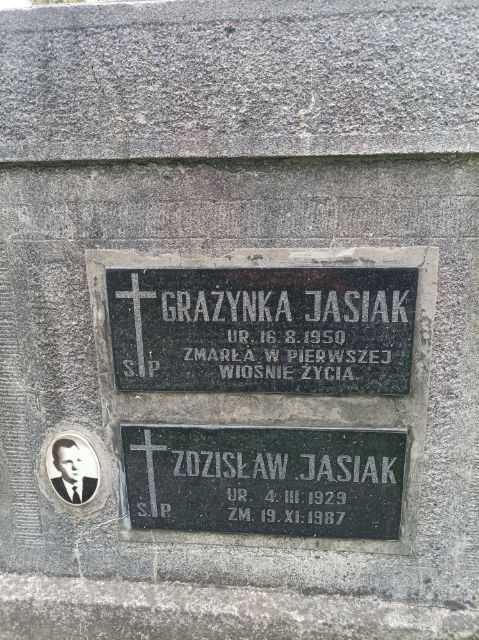 GRAŻYNKA JASIAK
UR. 16.8.1950
ZMARŁA W PIERWSZEJ
WIOŚNIE ŻYCIA
Ś P
ZDZISŁAW JASIAK
UR. 4.III.1929
ZM. 19.XI.1987
Ś P